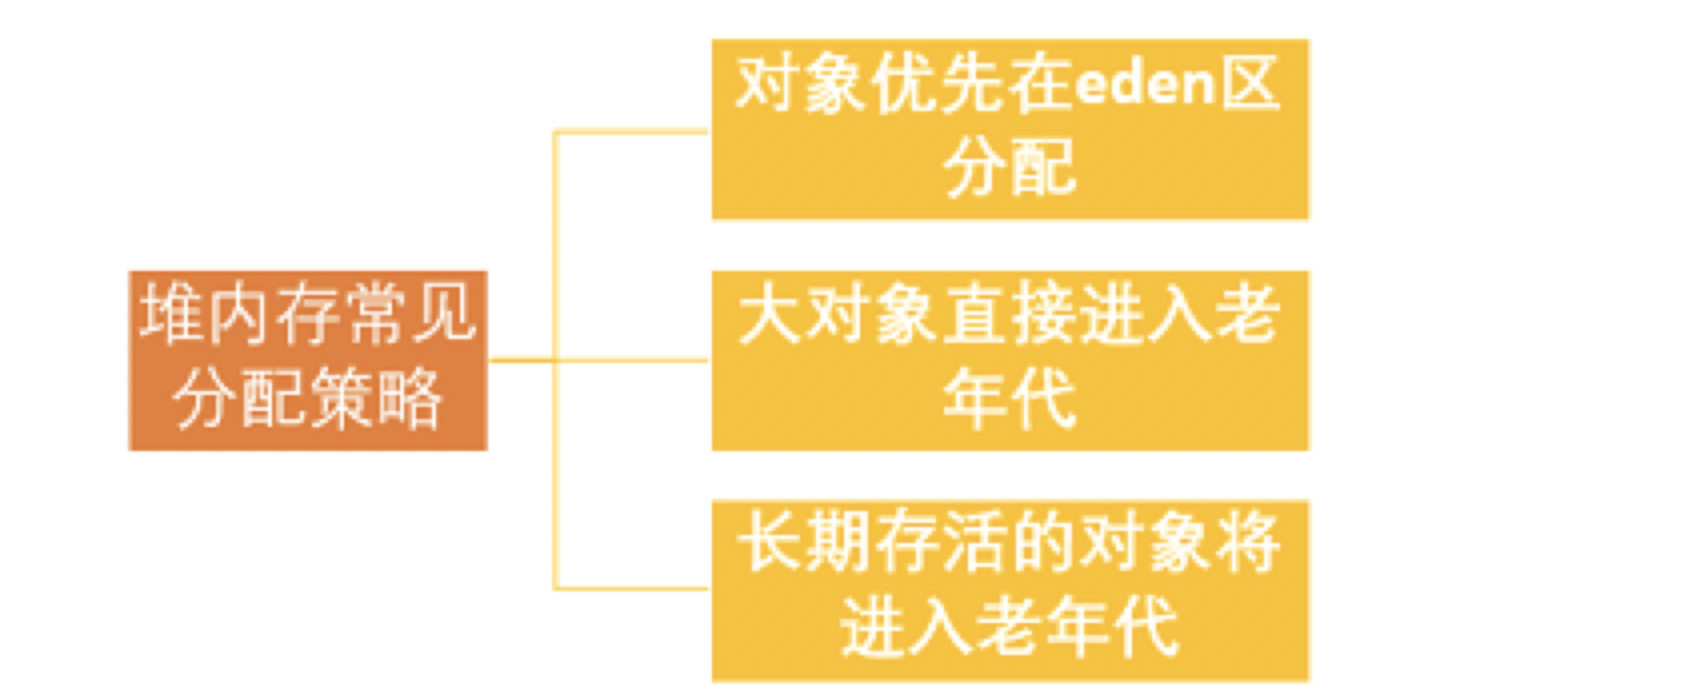 对象优先在eden区
分配
堆内存常见
分配策略
大对象直接进入老
年代
长期存活的对象将
进入老年代